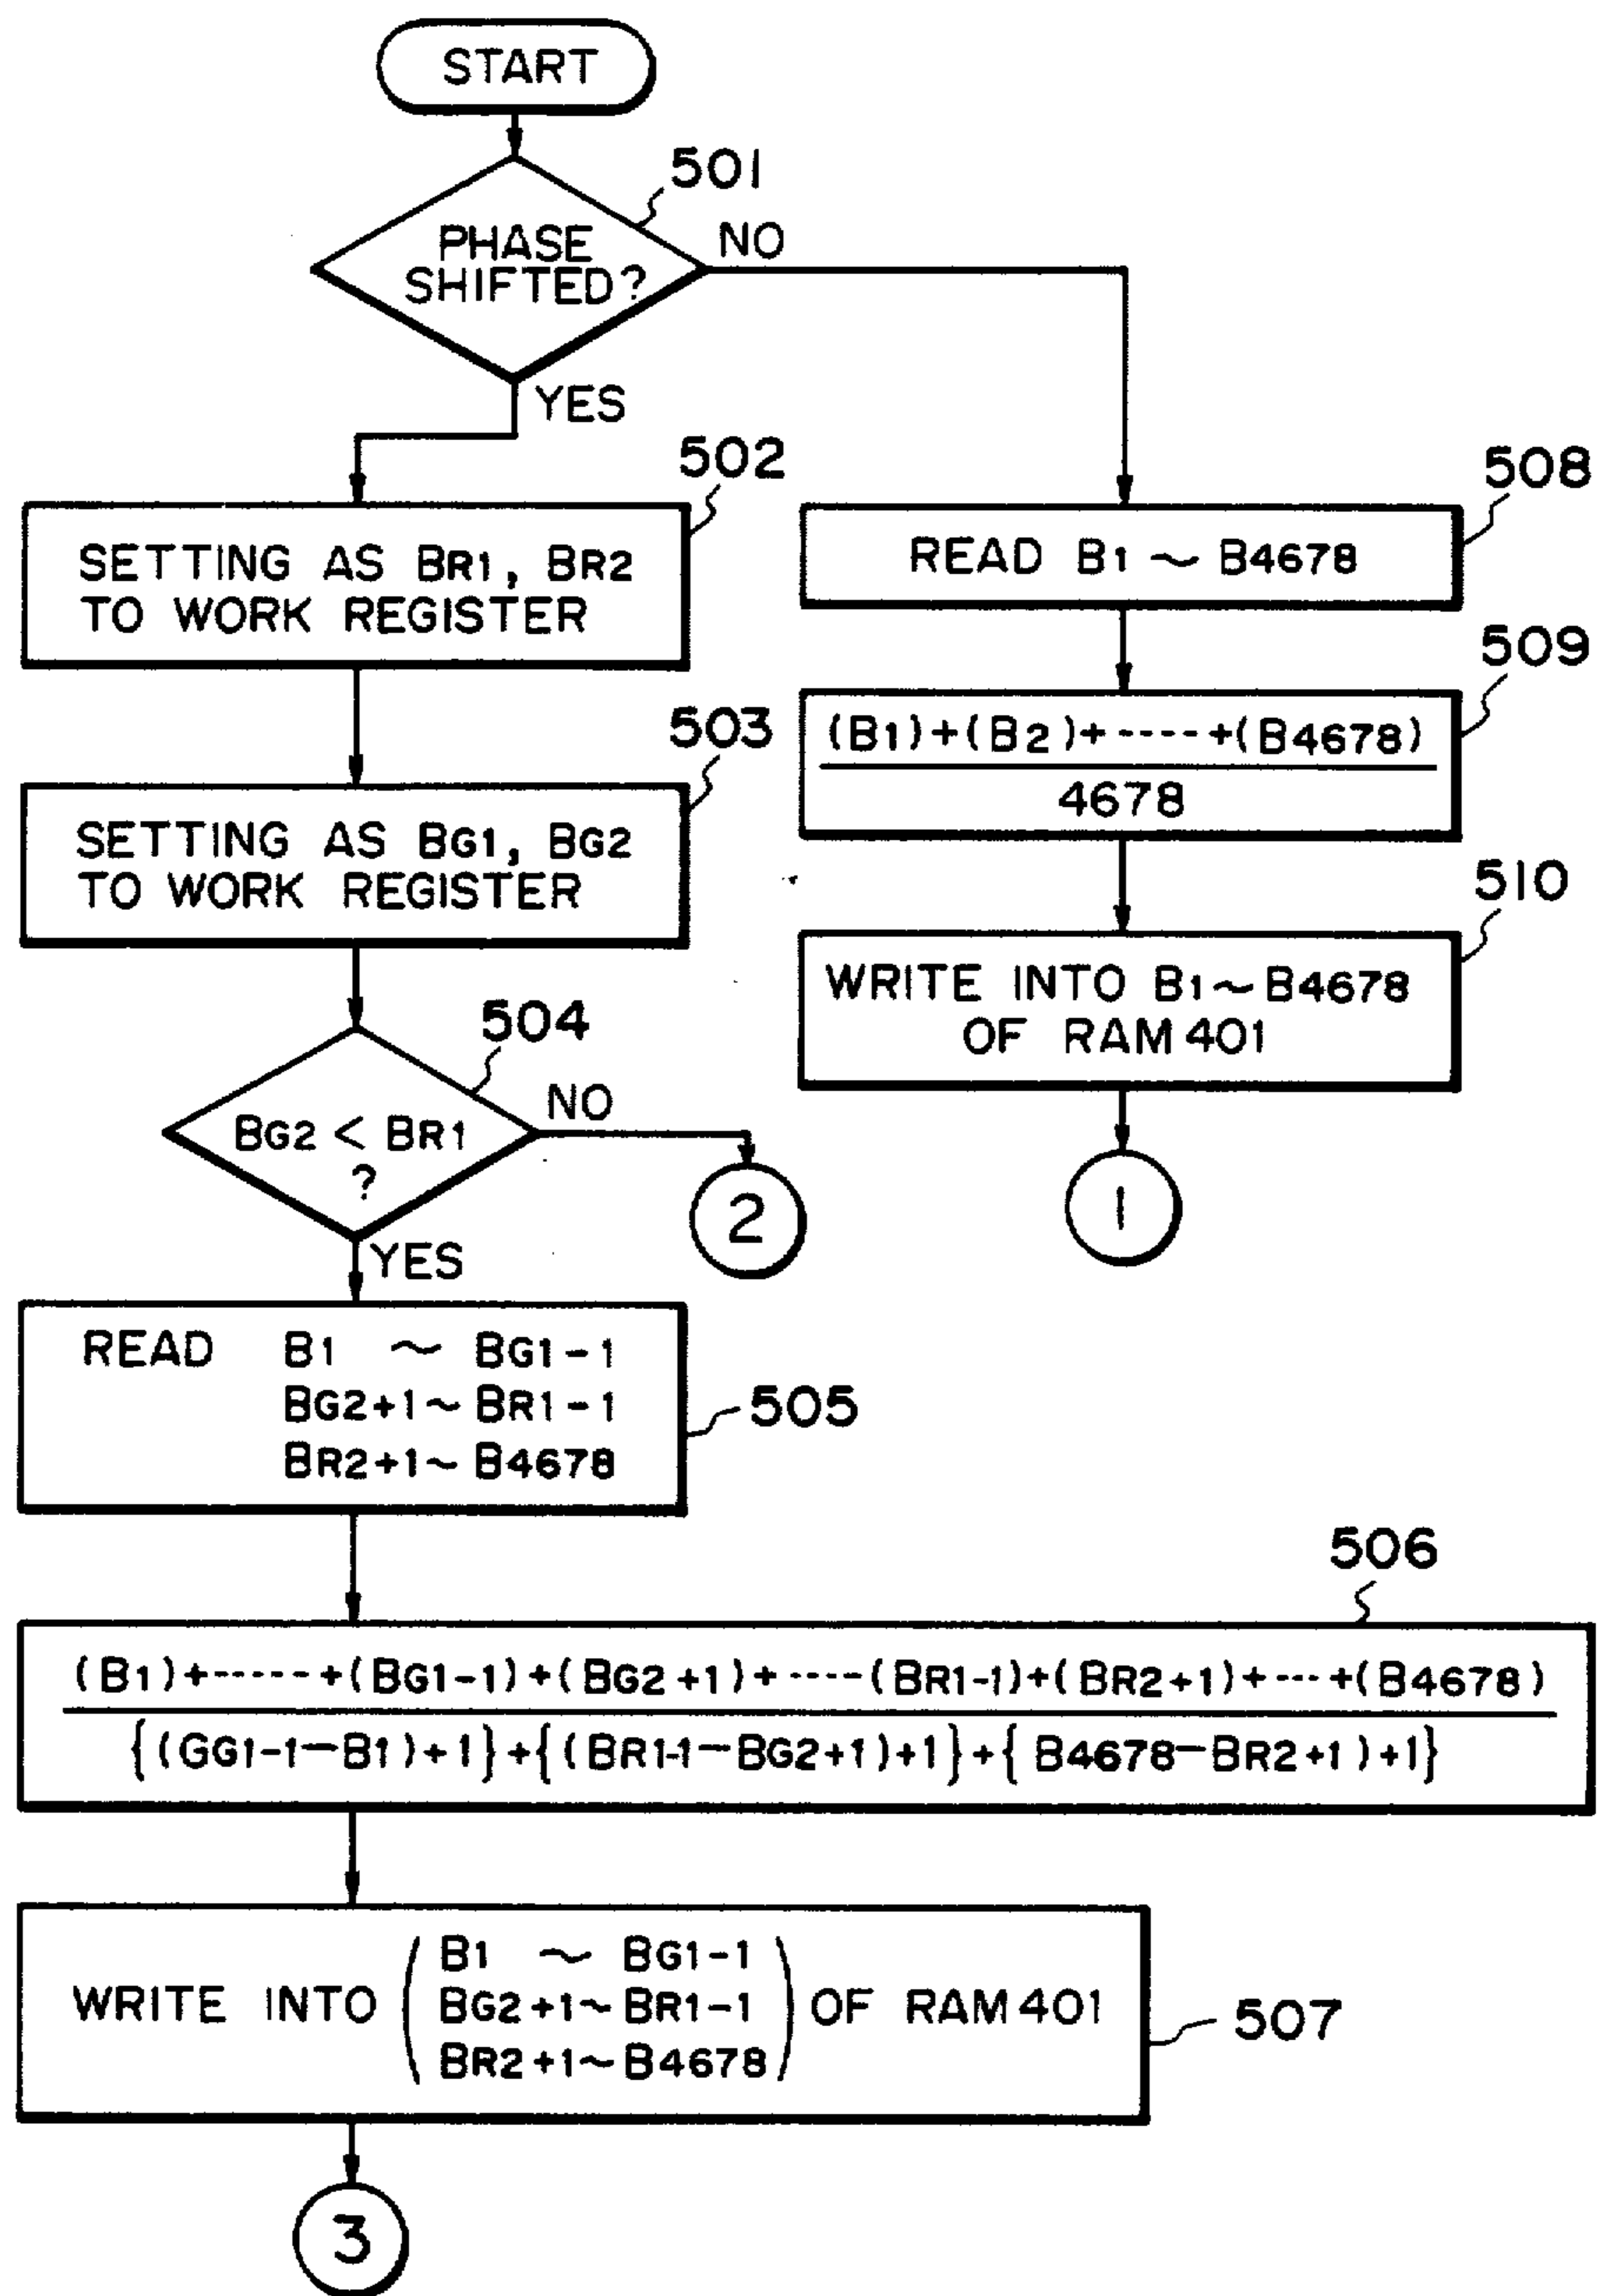 START
501
PHASE
SHIFTED?
NO
YES
502
SETTING AS BR1, BR2
TO WORK REGISTER
503
SETTING AS BG1, BG2
TO WORK REGISTER
504
BG2 < BR1
?
NO
2
YES
READ B1 ~ BG1-1
BG2+1~BR1-1
BR2+1~B4678
505
508
READ B1 ~ B4678
509
(B1)+(B2)+----+(B4678)
4678
510
WRITE INTO B1~B4678
OF RAM 401
1
506
(B1)+-----+(BG1-1)+(BG2+1)+----(BR1-1)+(BR2+1)+---+(B4678)
{(GG1-1-B1)+1}+{(BR1-1-BG2+1)+1}+{B4678-BR2+1)+1}
WRITE INTO (B1 ~ BG1-1
BG2+1~BR1-1
BR2+1~B4678) OF RAM 401
507
3